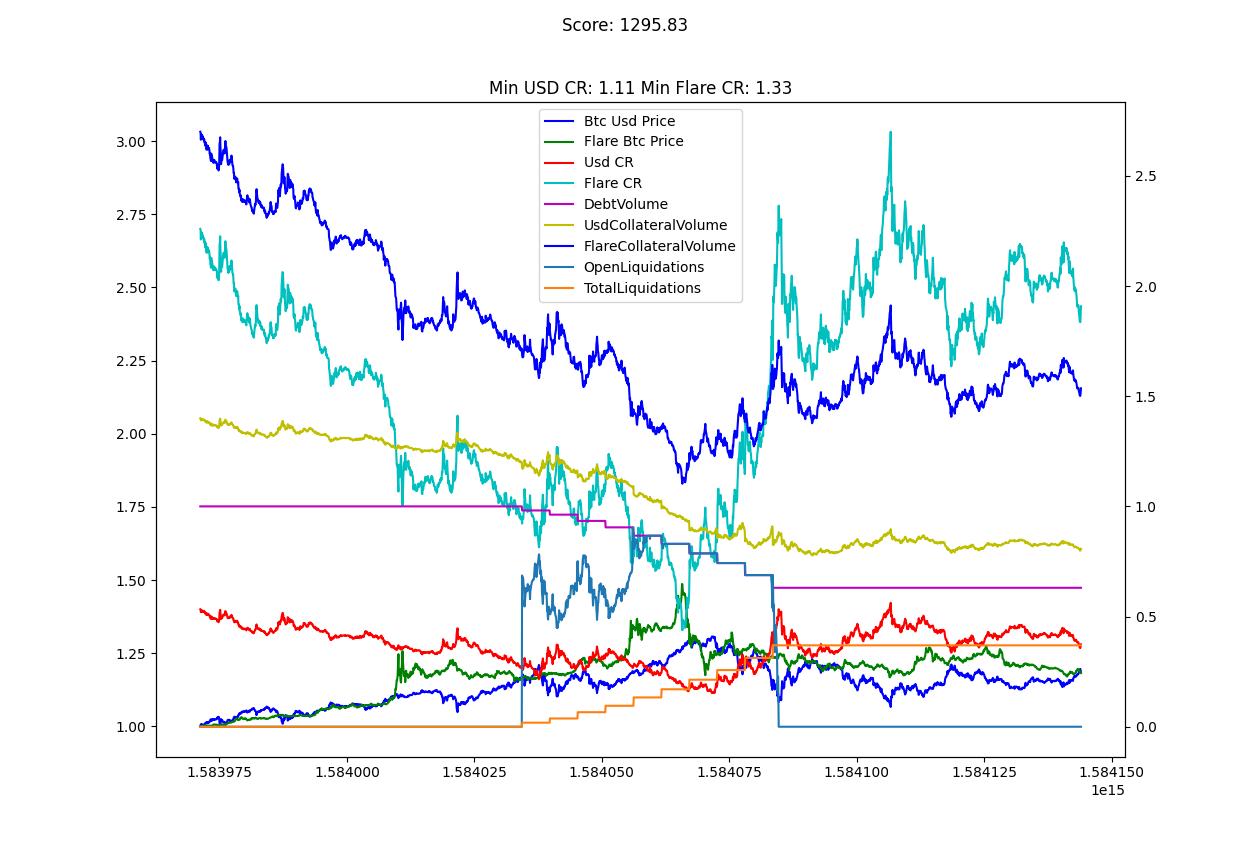 Score: 1295.83
Min USD CR: 1.11 Min Flare CR: 1.33
Btc Usd Price
Flare Btc Price
Usd CR
Flare CR
DebtVolume
UsdCollateralVolume
FlareCollateralVolume
OpenLiquidations
TotalLiquidations
3.00
2.75
2.50
2.25
2.00
1.75
1.50
1.25
1.00
2.5
2.0
1.5
1.0
0.5
0.0
1.583975 1.584000 1.584025 1.584050 1.584075 1.584100 1.584125 1.584150
1e15